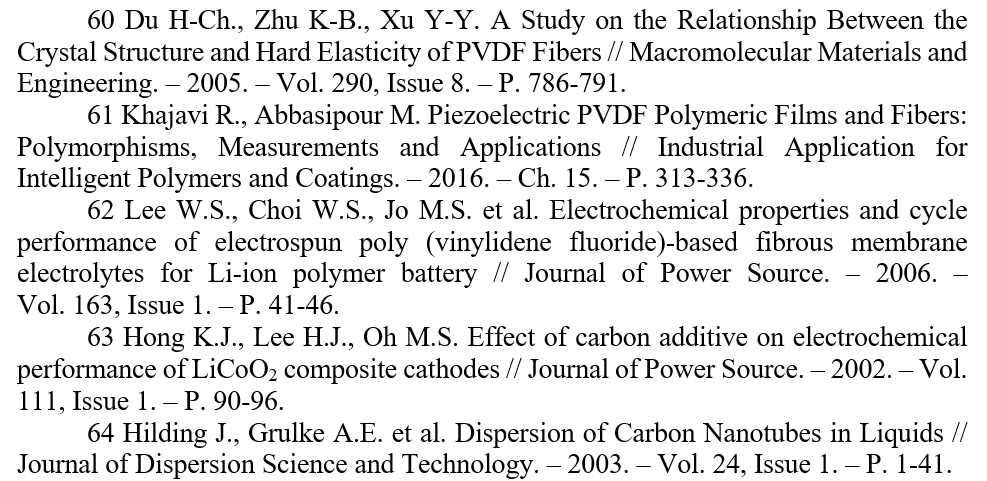 60 Du H-Ch., Zhu K-B., Xu Y-Y. A Study on the Relationship Between the
Crystal Structure and Hard Elasticity of PVDF Fibers // Macromolecular Materials and
Engineering. – 2005. – Vol. 290, Issue 8. – P. 786-791.
61 Khajavi R., Abbasipour M. Piezoelectric PVDF Polymeric Films and Fibers:
Polymorphisms, Measurements and Applications // Industrial Application for
Intelligent Polymers and Coatings. – 2016. – Ch. 15. – P. 313-336.
62 Lee W.S., Choi W.S., Jo M.S. et al. Electrochemical properties and cycle
performance of electrospun poly (vinylidene fluoride)-based fibrous membrane
electrolytes for Li-ion polymer battery // Journal of Power Source. – 2006. –
Vol. 163, Issue 1. – P. 41-46.
63 Hong K.J., Lee H.J., Oh M.S. Effect of carbon additive on electrochemical
performance of LiCoO₂ composite cathodes // Journal of Power Source. – 2002. – Vol.
111, Issue 1. – P. 90-96.
64 Hilding J., Grulke A.E. et al. Dispersion of Carbon Nanotubes in Liquids //
Journal of Dispersion Science and Technology. – 2003. – Vol. 24, Issue 1. – P. 1-41.